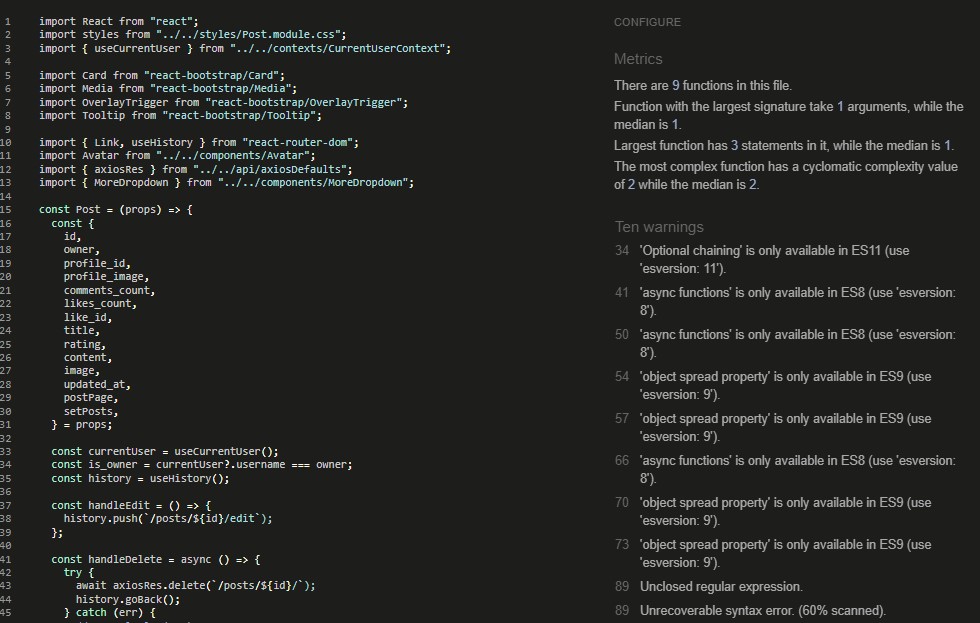 1 import React from "react";
2 import styles from "../../styles/Post.module.css";
3 import { useCurrentUser } from "../../contexts/CurrentUserContext";
4
5 import Card from "react-bootstrap/Card";
6 import Media from "react-bootstrap/Media";
7 import OverlayTrigger from "react-bootstrap/OverlayTrigger";
8 import Tooltip from "react-bootstrap/Tooltip";
9
10 import { Link, useHistory } from "react-router-dom";
11 import Avatar from "../../components/Avatar";
12 import { axiosRes } from "../../api/axiosDefaults";
13 import { MoreDropdown } from "../../components/MoreDropdown";
14
15 const Post = (props) => {
16 const {
17 id,
18 owner,
19 profile_id,
20 profile_image,
21 comments_count,
22 likes_count,
23 like_id,
24 title,
25 rating,
26 content,
27 image,
28 updated_at,
29 postPage,
30 setPosts,
31 } = props;
32
33 const currentUser = useCurrentUser();
34 const is_owner = currentUser?.username === owner;
35 const history = useHistory();
36
37 const handleEdit = () => {
38 history.push(`/posts/${id}/edit`);
39 };
40
41 const handleDelete = async () => {
42 try {
43 await axiosRes.delete(`/posts/${id}/`);
44 history.goBack();
45 } catch (err) {
CONFIGURE
Metrics
There are 9 functions in this file.
Function with the largest signature take 1 arguments, while the
median is 1.
Largest function has 3 statements in it, while the median is 1.
The most complex function has a cyclomatic complexity value
of 2 while the median is 2.
Ten warnings
34 'Optional chaining' is only available in ES11 (use
'esversion: 11').
41 'async functions' is only available in ES8 (use 'esversion:
8').
50 'async functions' is only available in ES8 (use 'esversion:
8').
54 'object spread property' is only available in ES9 (use
'esversion: 9').
57 'object spread property' is only available in ES9 (use
'esversion: 9').
66 'async functions' is only available in ES8 (use 'esversion:
8').
70 'object spread property' is only available in ES9 (use
'esversion: 9').
73 'object spread property' is only available in ES9 (use
'esversion: 9').
89 Unclosed regular expression.
89 Unrecoverable syntax error. (60% scanned).